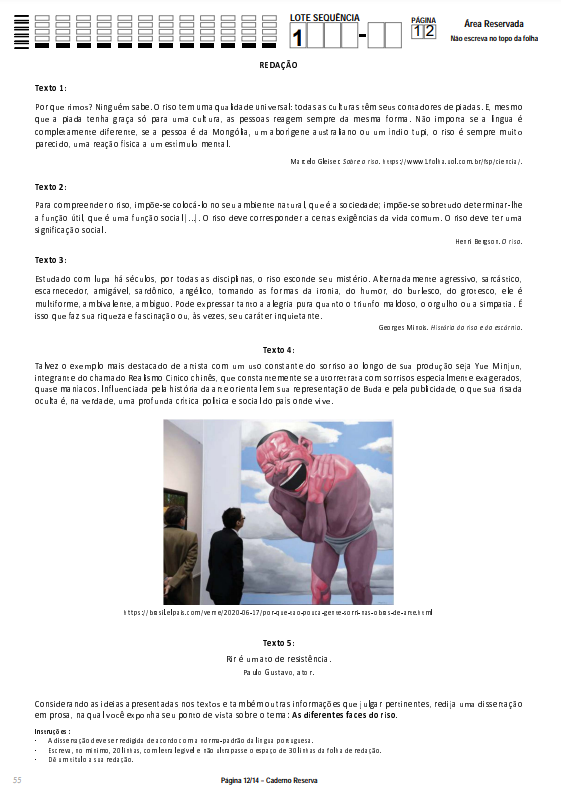 LOTE SEQUÊNCIA
1 -
PÁGINA
12
Área Reservada
Não escreva no topo da folha
REDAÇÃO
Texto 1:
Por que rimos? Ninguém sabe. O riso tem uma qualidade universal: todas as culturas têm seus contadores de piadas. E, mesmo
que a piada tenha graça só para uma cultura, as pessoas reagem sempre da mesma forma. Não importa se a língua é
completamente diferente, se a pessoa é da Mongólia, um aborígene australiano ou um índio tupi, o riso é sempre muito
parecido, uma reação física a um estímulo mental.
Marcelo Gleiser. Sobre o riso. https://www1.folha.uol.com.br/fsp/ciencia/.
Texto 2:
Para compreender o riso, impõe-se colocá-lo no seu ambiente natural, que é a sociedade; impõe-se sobretudo determinar-lhe
a função útil, que é uma função social [...]. O riso deve corresponder a certas exigências da vida comum. O riso deve ter uma
significação social.
Henri Bergson. O riso.
Texto 3:
Estudado com lupa há séculos, por todas as disciplinas, o riso esconde seu mistério. Alternadamente agressivo, sarcástico,
escarnecedor, amigável, sardônico, angélico, tomando as formas da ironia, do humor, do burlesco, do grotesco, ele é
multiforme, ambivalente, ambíguo. Pode expressar tanto a alegria pura quanto o triunfo maldoso, o orgulho ou a simpatia. É
isso que faz sua riqueza e fascinação ou, às vezes, seu caráter inquietante.
Georges Minois. História do riso e do escárnio.
Texto 4:
Talvez o exemplo mais destacado de artista com um uso constante do sorriso ao longo de sua produção seja Yue Minjun,
integrante do chamado Realismo Cínico chinês, que constantemente se autorretrata com sorrisos especialmente exagerados,
quase maníacos. Influenciada pela história da arte oriental em sua representação de Buda e pela publicidade, o que sua risada
oculta é, na verdade, uma profunda crítica política e social do país onde vive.
https://brasil.elpais.com/verne/2020-06-17/por-que-tao-pouca-gente-sorri-nas-obras-de-arte.html
Texto 5:
Rir é um ato de resistência.
Paulo Gustavo, ator.
Considerando as ideias apresentadas nos textos e também outras informações que julgar pertinentes, redija uma dissertação
em prosa, na qual você exponha seu ponto de vista sobre o tema: As diferentes faces do riso.
Instruções:
• A dissertação deve ser redigida de acordo com a norma-padrão da língua portuguesa.
• Escreva, no mínimo, 20 linhas, com letra legível e não ultrapasse o espaço de 30 linhas da folha de redação.
• Dê um título a sua redação.
55
Página 12/14 – Caderno Reserva